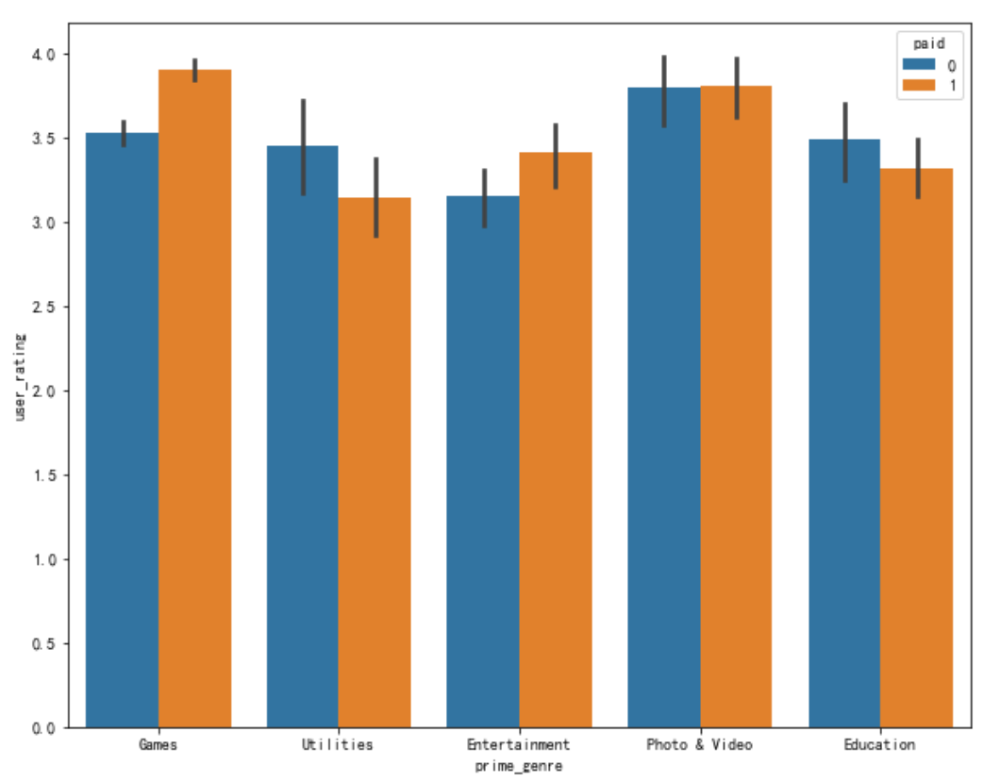 paid
0
1
4.0
3.5
3.0
2.5
2.0
1.5
1.0
0.5
0.0
user_rating
Games Utilities Entertainment Photo & Video Education
prime_genre